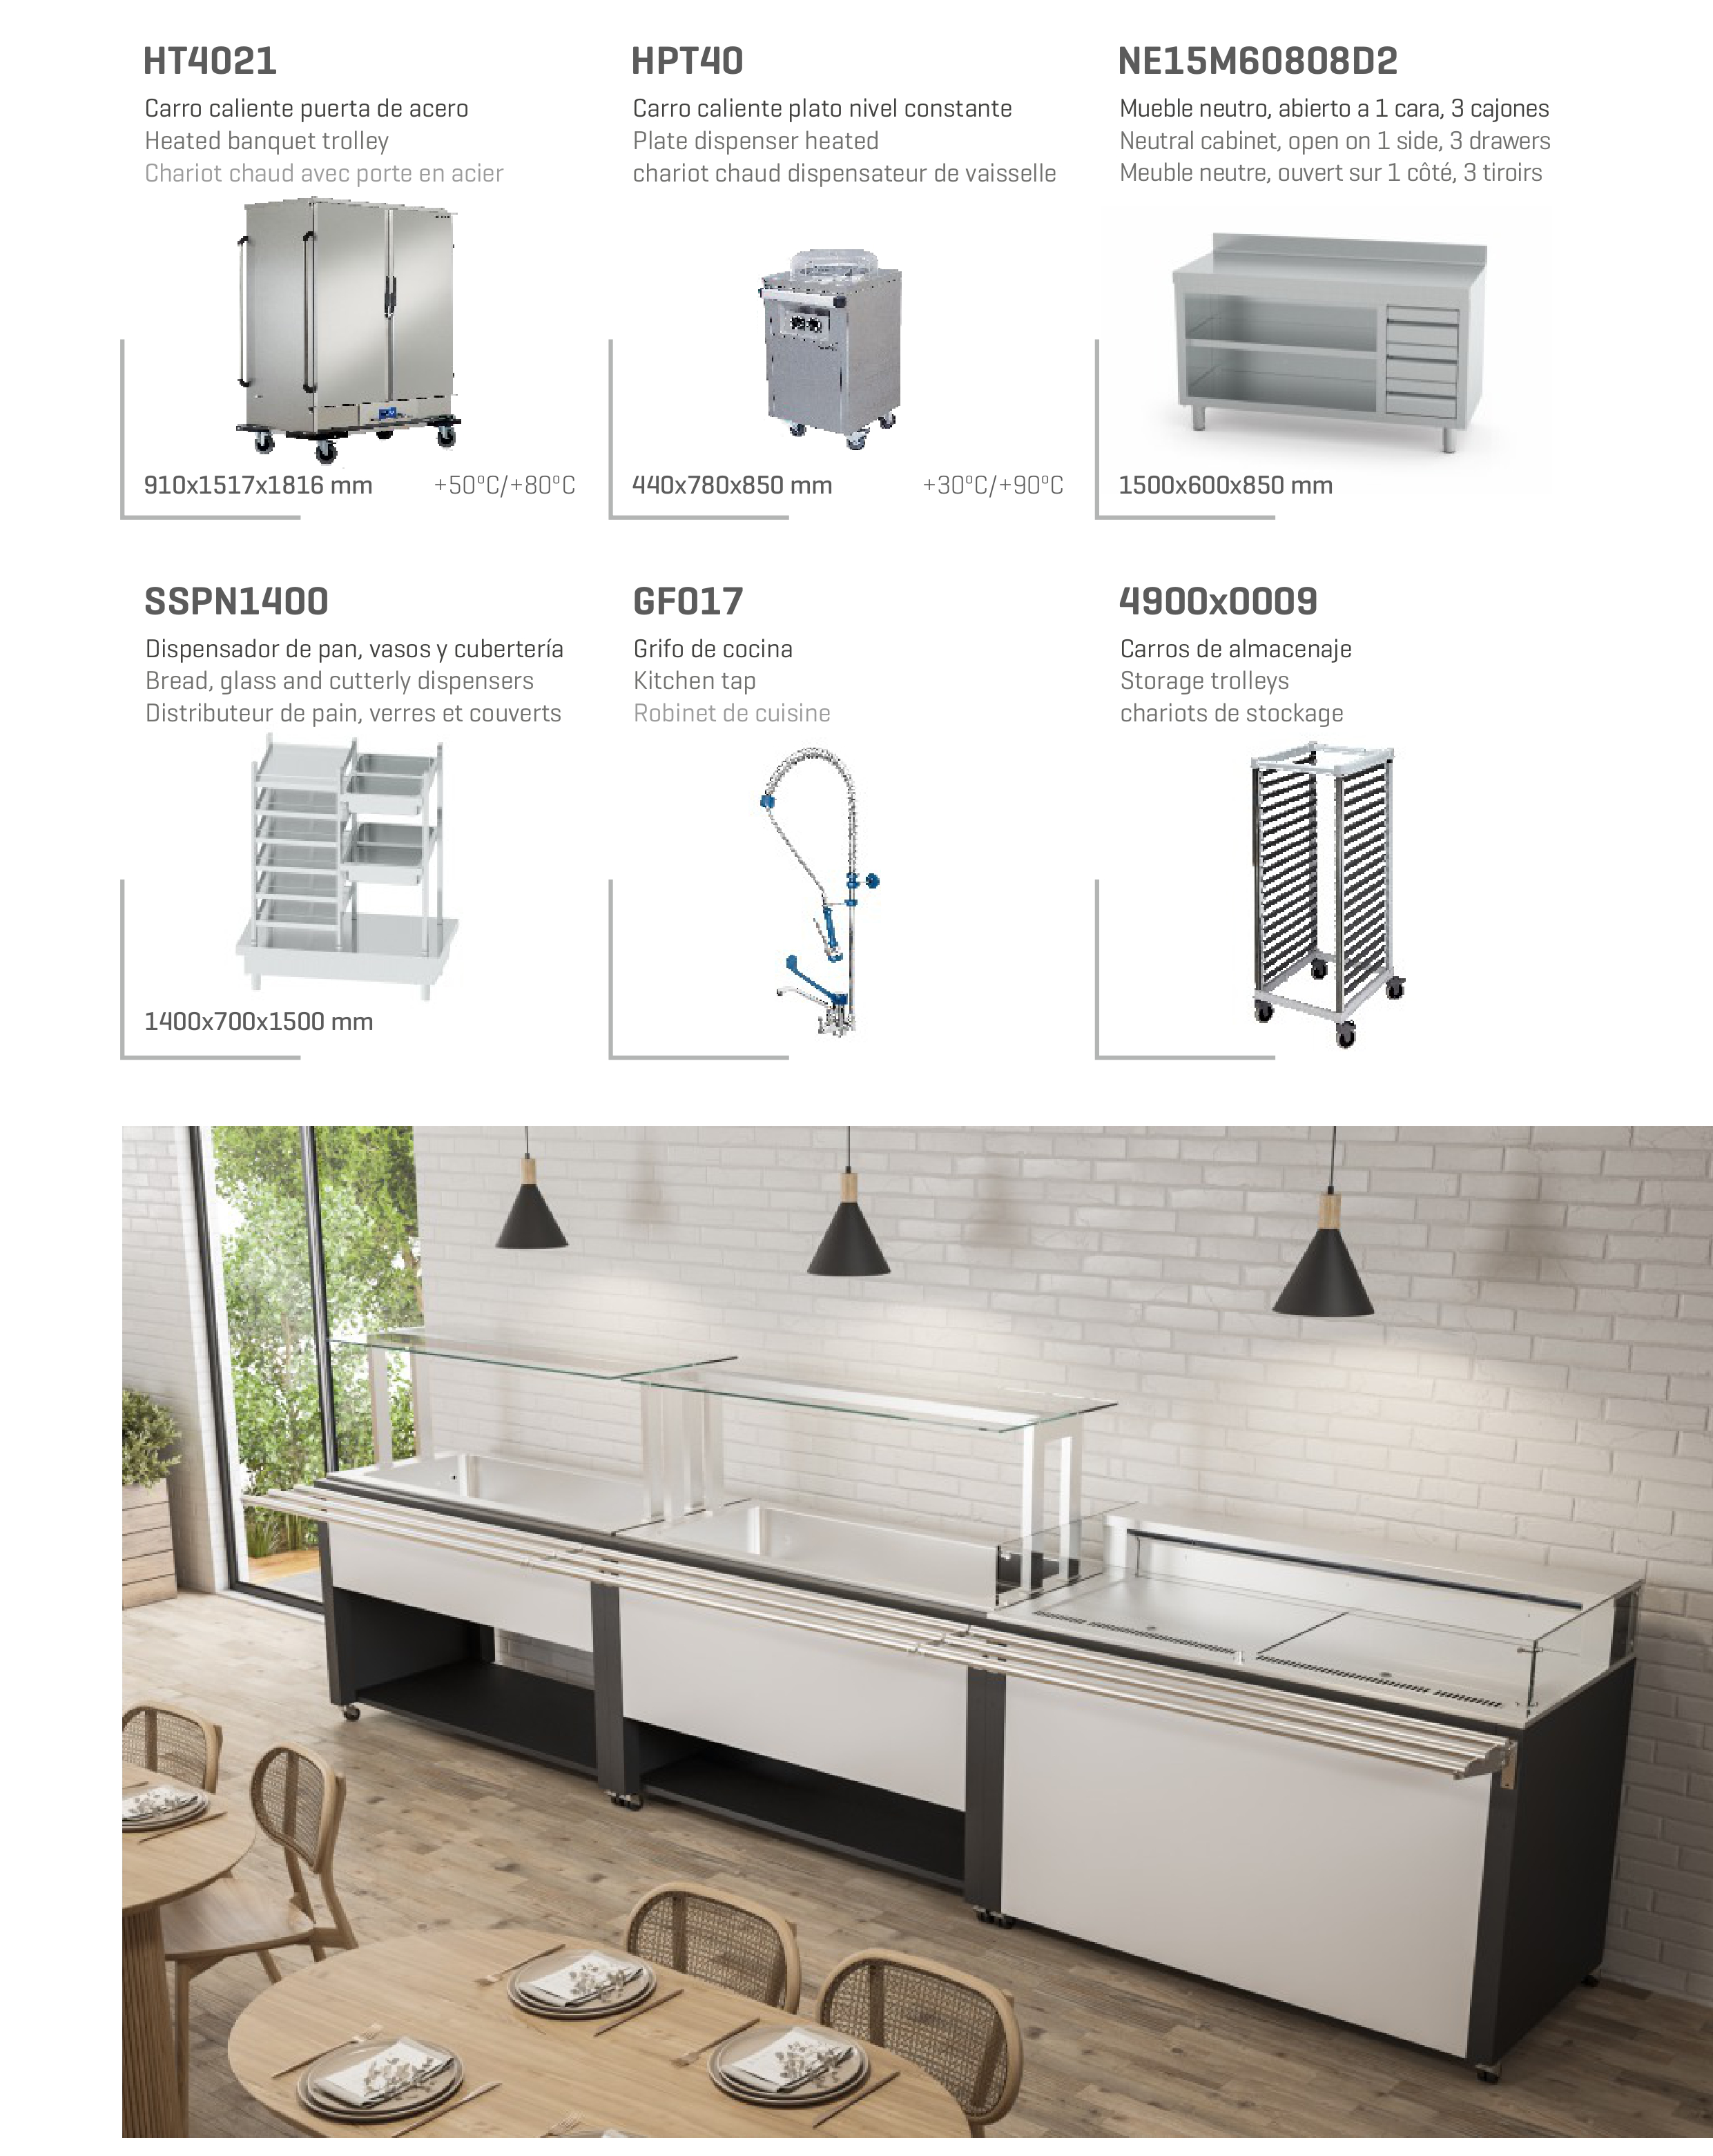 HT4021
Carro caliente puerta de acero
Heated banquet trolley
Chariot chaud avec porte en acier
910x1517x1816 mm +50ºC/+80ºC
HPT40
Carro caliente plato nivel constante
Plate dispenser heated
chariot chaud dispensateur de vaisselle
440x780x850 mm +30ºC/+90ºC
NE15M60808D2
Mueble neutro, abierto a 1 cara, 3 cajones
Neutral cabinet, open on 1 side, 3 drawers
Meuble neutre, ouvert sur 1 côté, 3 tiroirs
1500x600x850 mm
SSPN1400
Dispensador de pan, vasos y cubertería
Bread, glass and cutterly dispensers
Distributeur de pain, verres et couverts
1400x700x1500 mm
GF017
Grifo de cocina
Kitchen tap
Robinet de cuisine
4900x0009
Carros de almacenaje
Storage trolleys
chariots de stockage